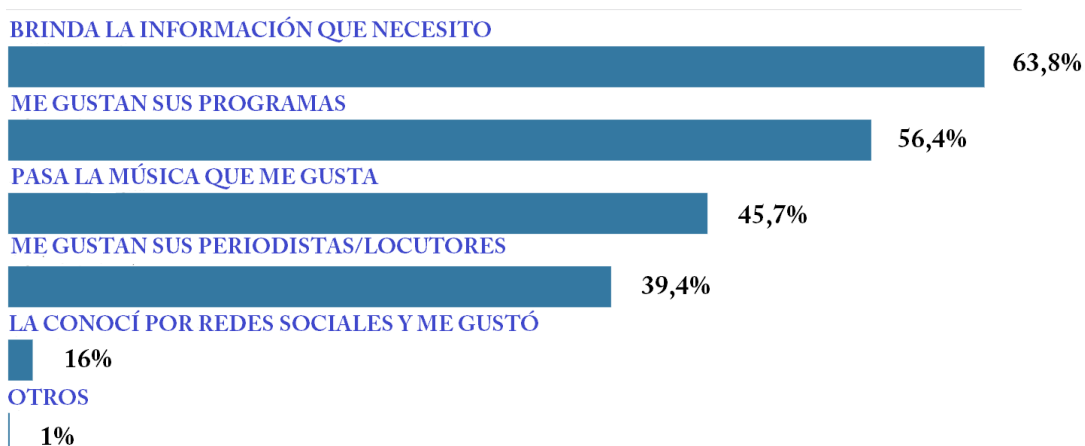 BRINDA LA INFORMACIÓN QUE NECESITO
63,8%
ME GUSTAN SUS PROGRAMAS
56,4%
PASA LA MÚSICA QUE ME GUSTA
45,7%
ME GUSTAN SUS PERIODISTAS/LOCUTORES
39,4%
LA CONOCÍ POR REDES SOCIALES Y ME GUSTÓ
16%
OTROS
1%